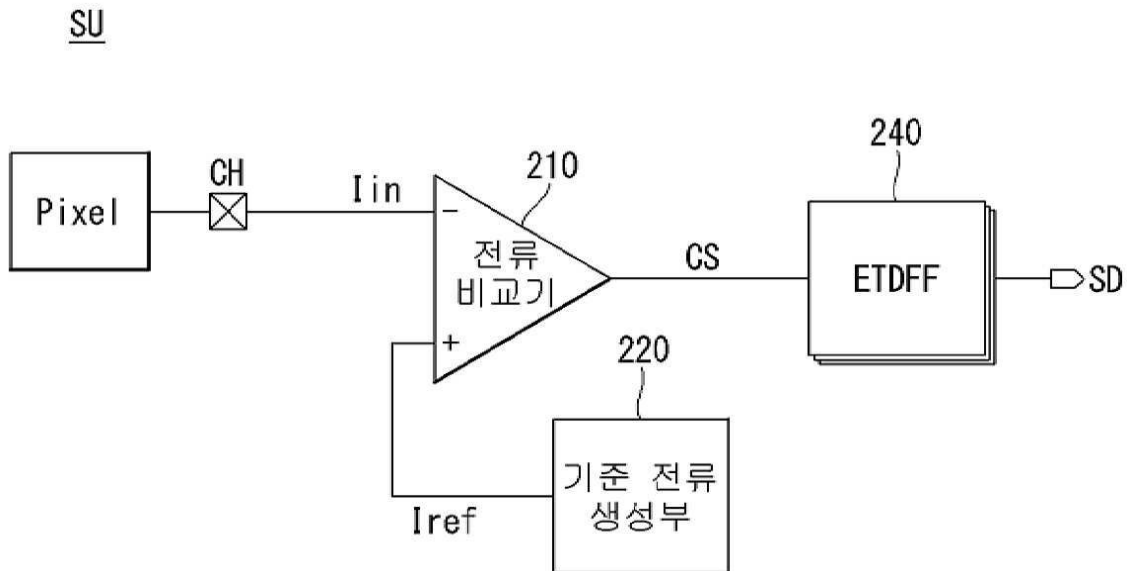 SU
Pixel
CH
Iin
210
−
전류
비교기
+
CS
240
ETDFF
SD
220
기준 전류
생성부
Iref